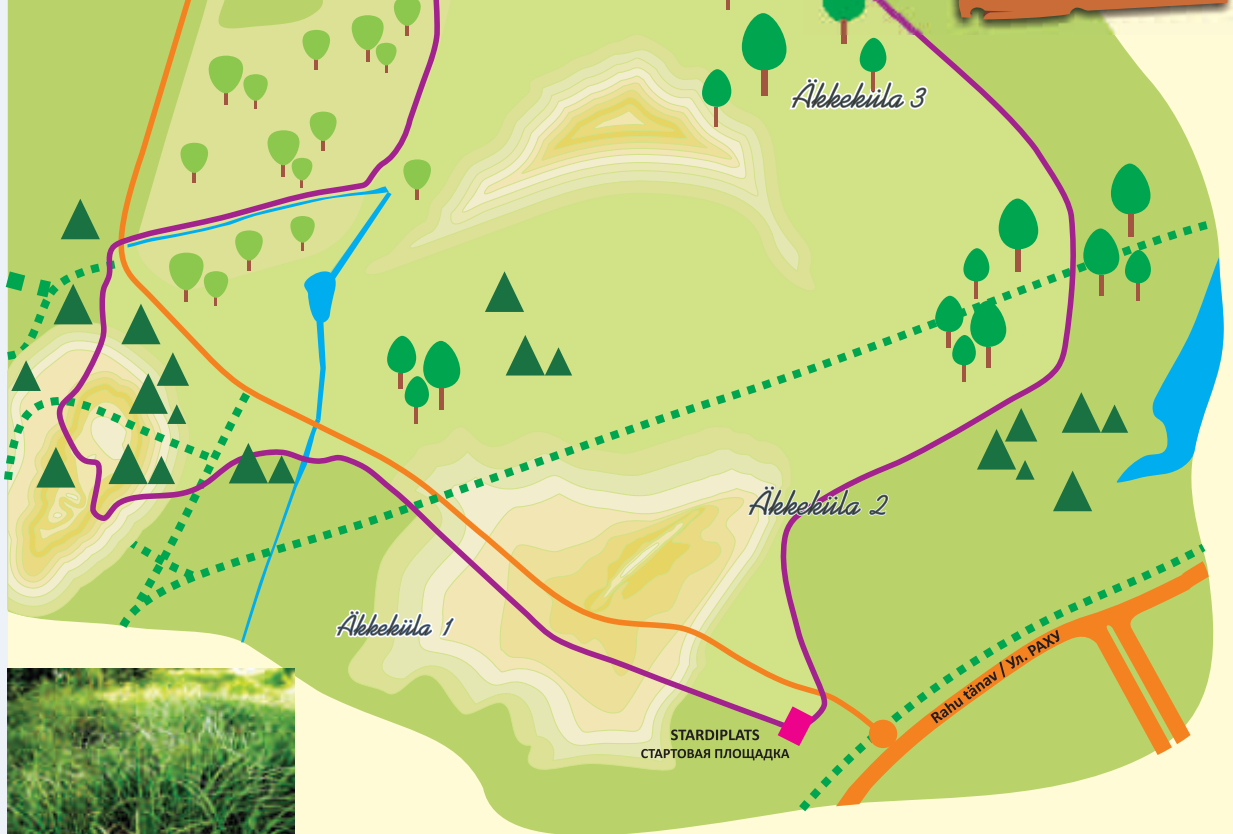 Äkkeküla 3
Äkkeküla 2
Äkkeküla 1
Rahu tänav / Ул. РАХУ
STARDIPLATS
СТАРТОВАЯ ПЛОЩАДКА